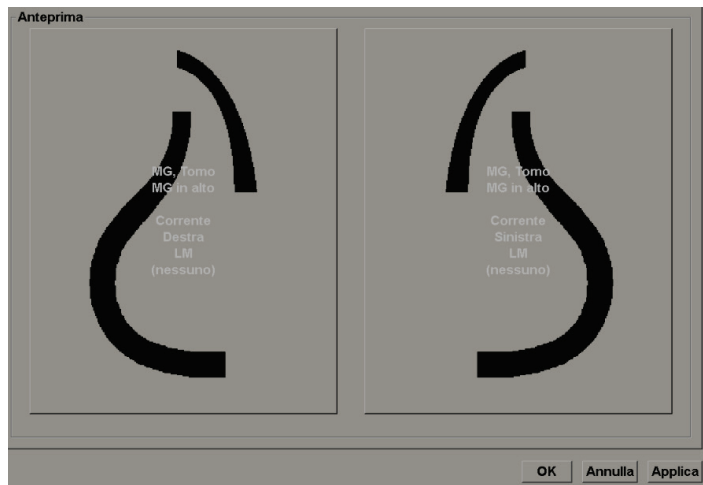 Anteprima
MG, Tomo
MG in alto
Corrente
Destra
LM
(nessuno)
MG, Tomo
MG in alto
Corrente
Sinistra
LM
(nessuno)
OK Annulla Applica